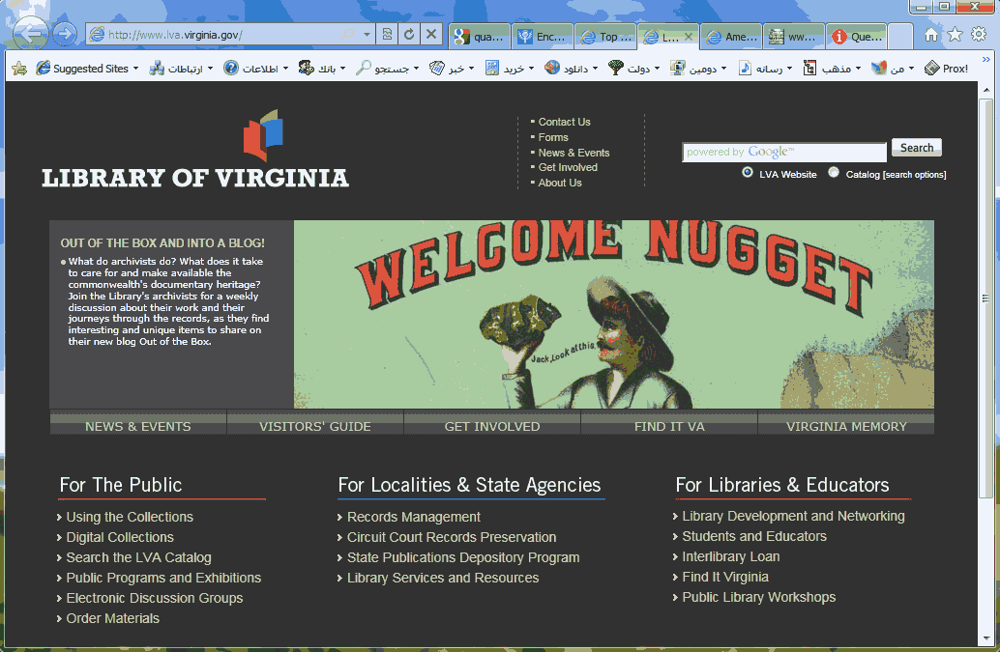 http://www.lva.virginia.gov/
qua...
Enc...
Top ...
L...
Ame...
ww...
Que...
Suggested Sites
ارتباطات
اطلاعات
بانک
جستجو
خبر
خرید
دانلود
دولت
دومین
رسانه
مذهب
من
Prox!
LIBRARY OF VIRGINIA
Contact Us
Forms
News & Events
Get Involved
About Us
powered by Google™
Search
LVA Website
Catalog [search options]
OUT OF THE BOX AND INTO A BLOG!
What do archivists do? What does it take
to care for and make available the
commonwealth's documentary heritage?
Join the Library's archivists for a weekly
discussion about their work and their
journeys through the records, as they find
interesting and unique items to share on
their new blog Out of the Box.
WELCOME NUGGET
Jack, Look at this.
NEWS & EVENTS
VISITORS' GUIDE
GET INVOLVED
FIND IT VA
VIRGINIA MEMORY
For The Public
Using the Collections
Digital Collections
Search the LVA Catalog
Public Programs and Exhibitions
Electronic Discussion Groups
Order Materials
For Localities & State Agencies
Records Management
Circuit Court Records Preservation
State Publications Depository Program
Library Services and Resources
For Libraries & Educators
Library Development and Networking
Students and Educators
Interlibrary Loan
Find It Virginia
Public Library Workshops